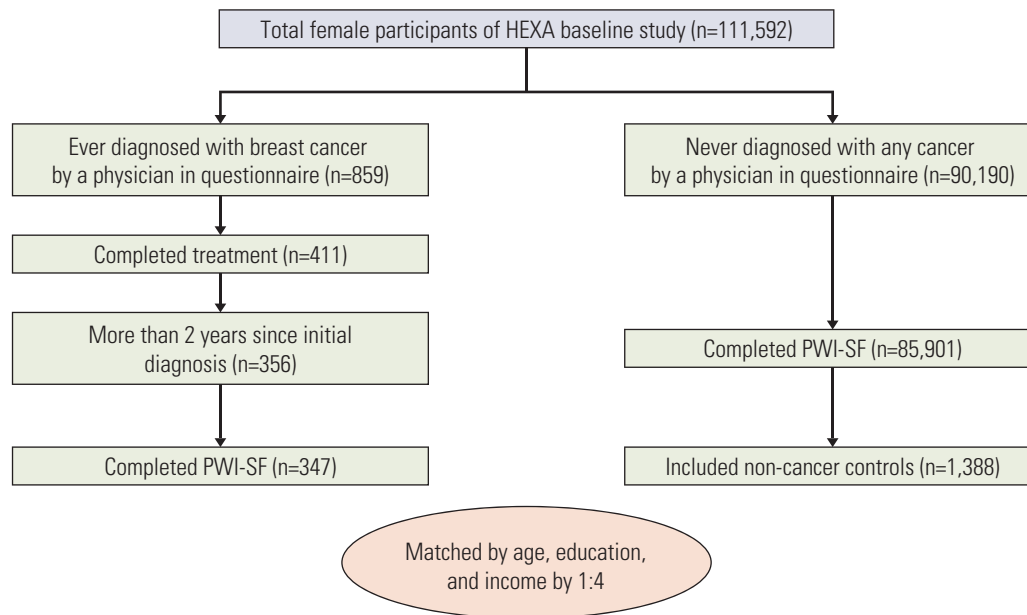 Total female participants of HEXA baseline study (n=111,592)
Ever diagnosed with breast cancer
by a physician in questionnaire (n=859)
Never diagnosed with any cancer
by a physician in questionnaire (n=90,190)
Completed treatment (n=411)
More than 2 years since initial
diagnosis (n=356)
Completed PWI-SF (n=85,901)
Completed PWI-SF (n=347)
Included non-cancer controls (n=1,388)
Matched by age, education,
and income by 1:4